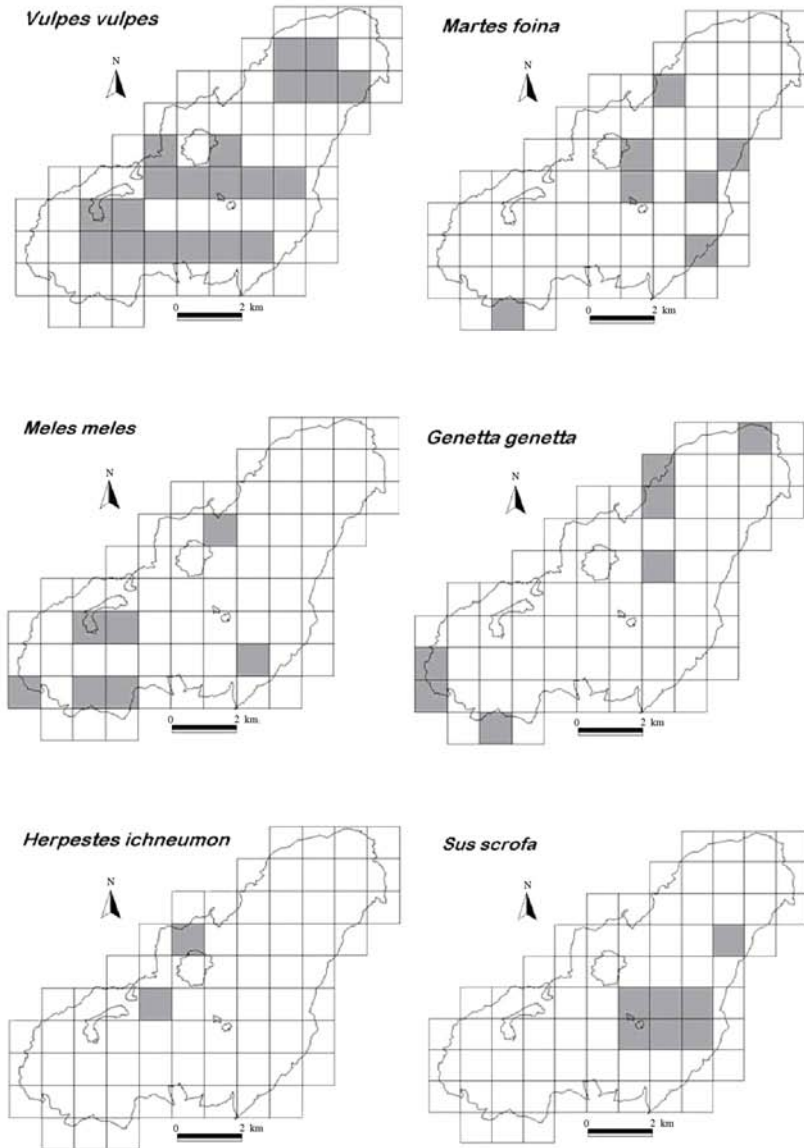 Vulpes vulpes
N
0 2 km
Martes foina
N
0 2 km
Meles meles
N
0 2 km.
Genetta genetta
N
0 2 km
Herpestes ichneumon
N
0 2 km
Sus scrofa
N
0 2 km